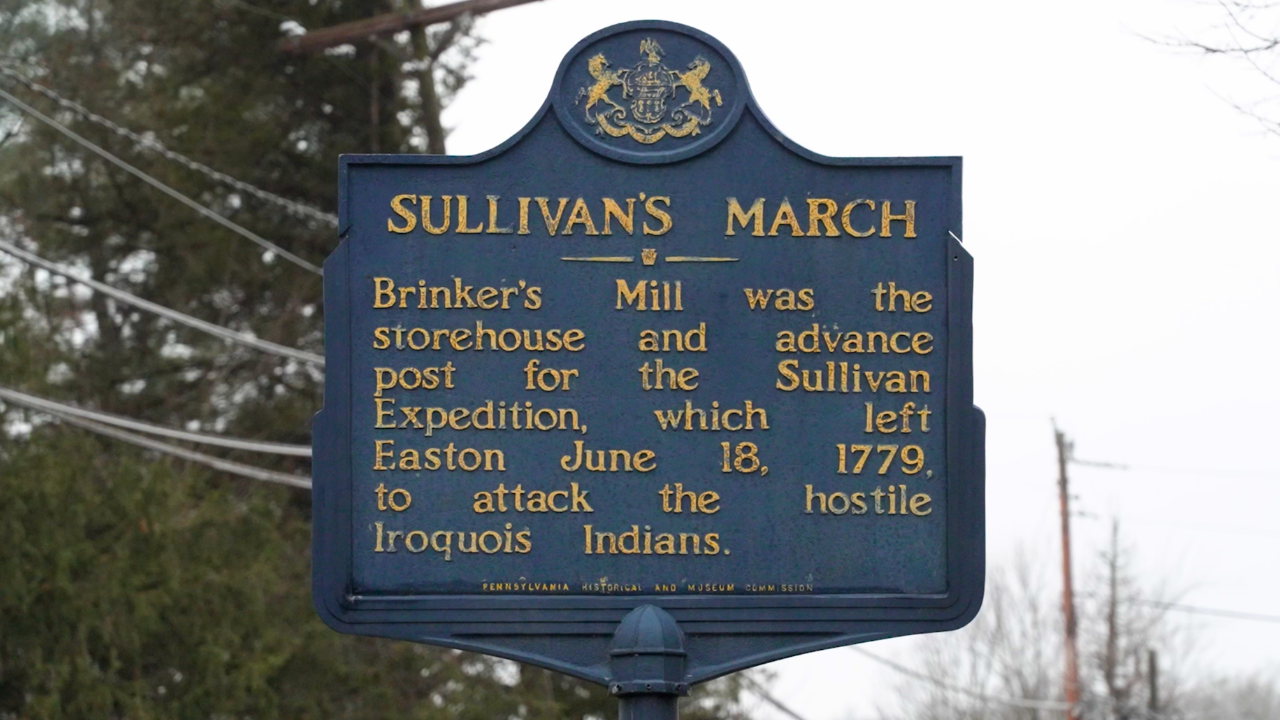 SULLIVAN'S MARCH
Brinker's Mill was the
storehouse and advance
post for the Sullivan
Expedition, which left
Easton June 18, 1779,
to attack the hostile
Iroquois Indians.
PENNSYLVANIA HISTORICAL AND MUSEUM COMMISSION